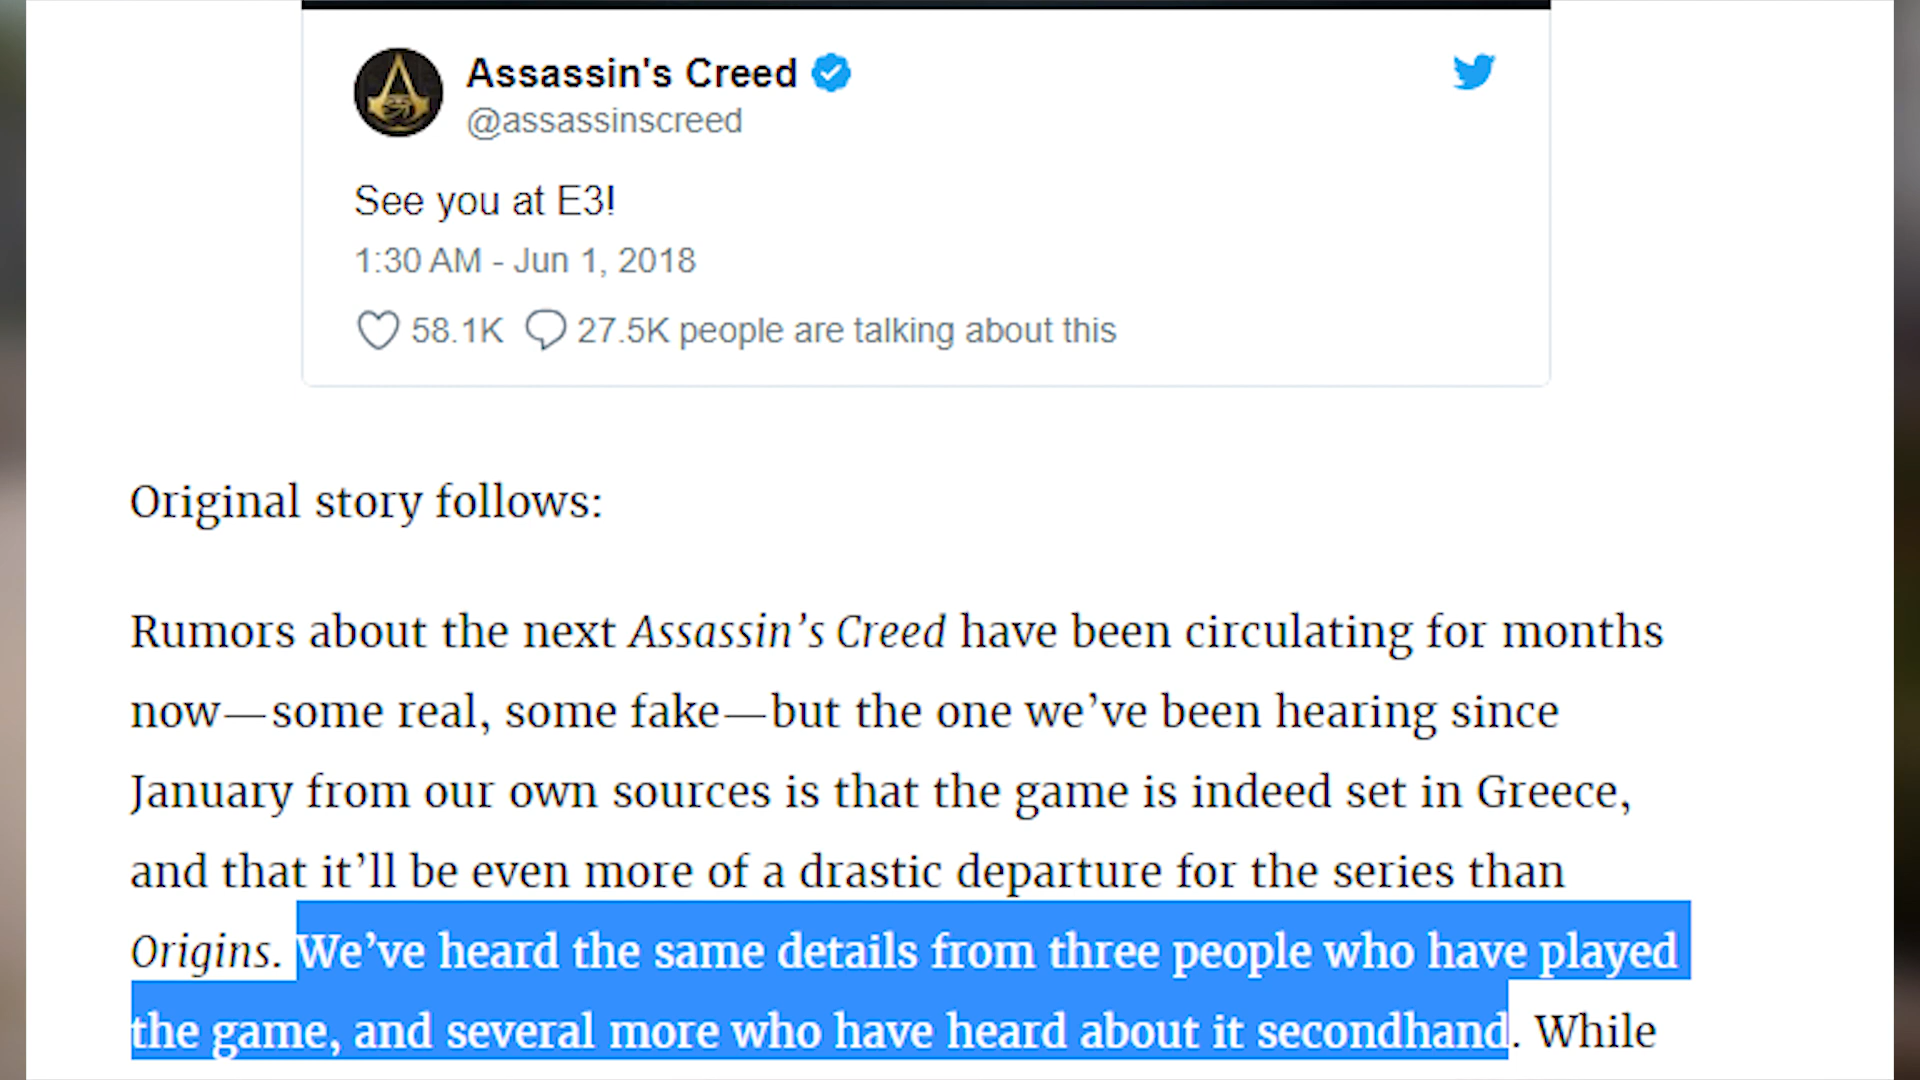 Assassin's Creed
@assassinscreed
See you at E3!
1:30 AM - Jun 1, 2018
58.1K 27.5K people are talking about this
Original story follows:
Rumors about the next Assassin’s Creed have been circulating for months
now—some real, some fake—but the one we’ve been hearing since
January from our own sources is that the game is indeed set in Greece,
and that it’ll be even more of a drastic departure for the series than
Origins. We’ve heard the same details from three people who have played
the game, and several more who have heard about it secondhand. While